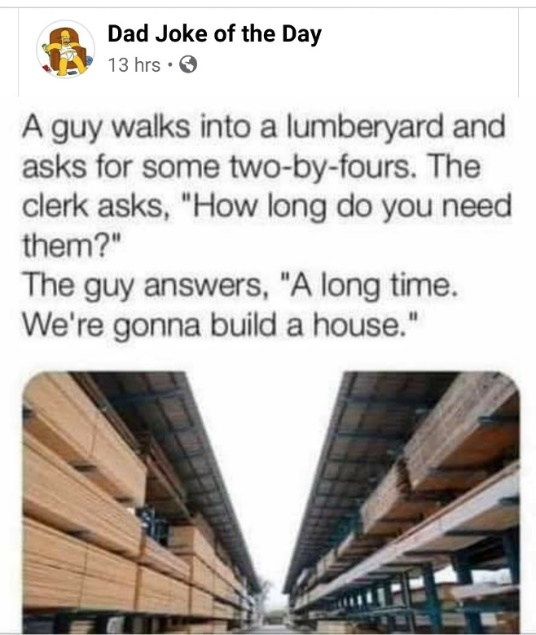 Dad Joke of the Day
13 hrs •
A guy walks into a lumberyard and
asks for some two-by-fours. The
clerk asks, "How long do you need
them?"
The guy answers, "A long time.
We're gonna build a house."